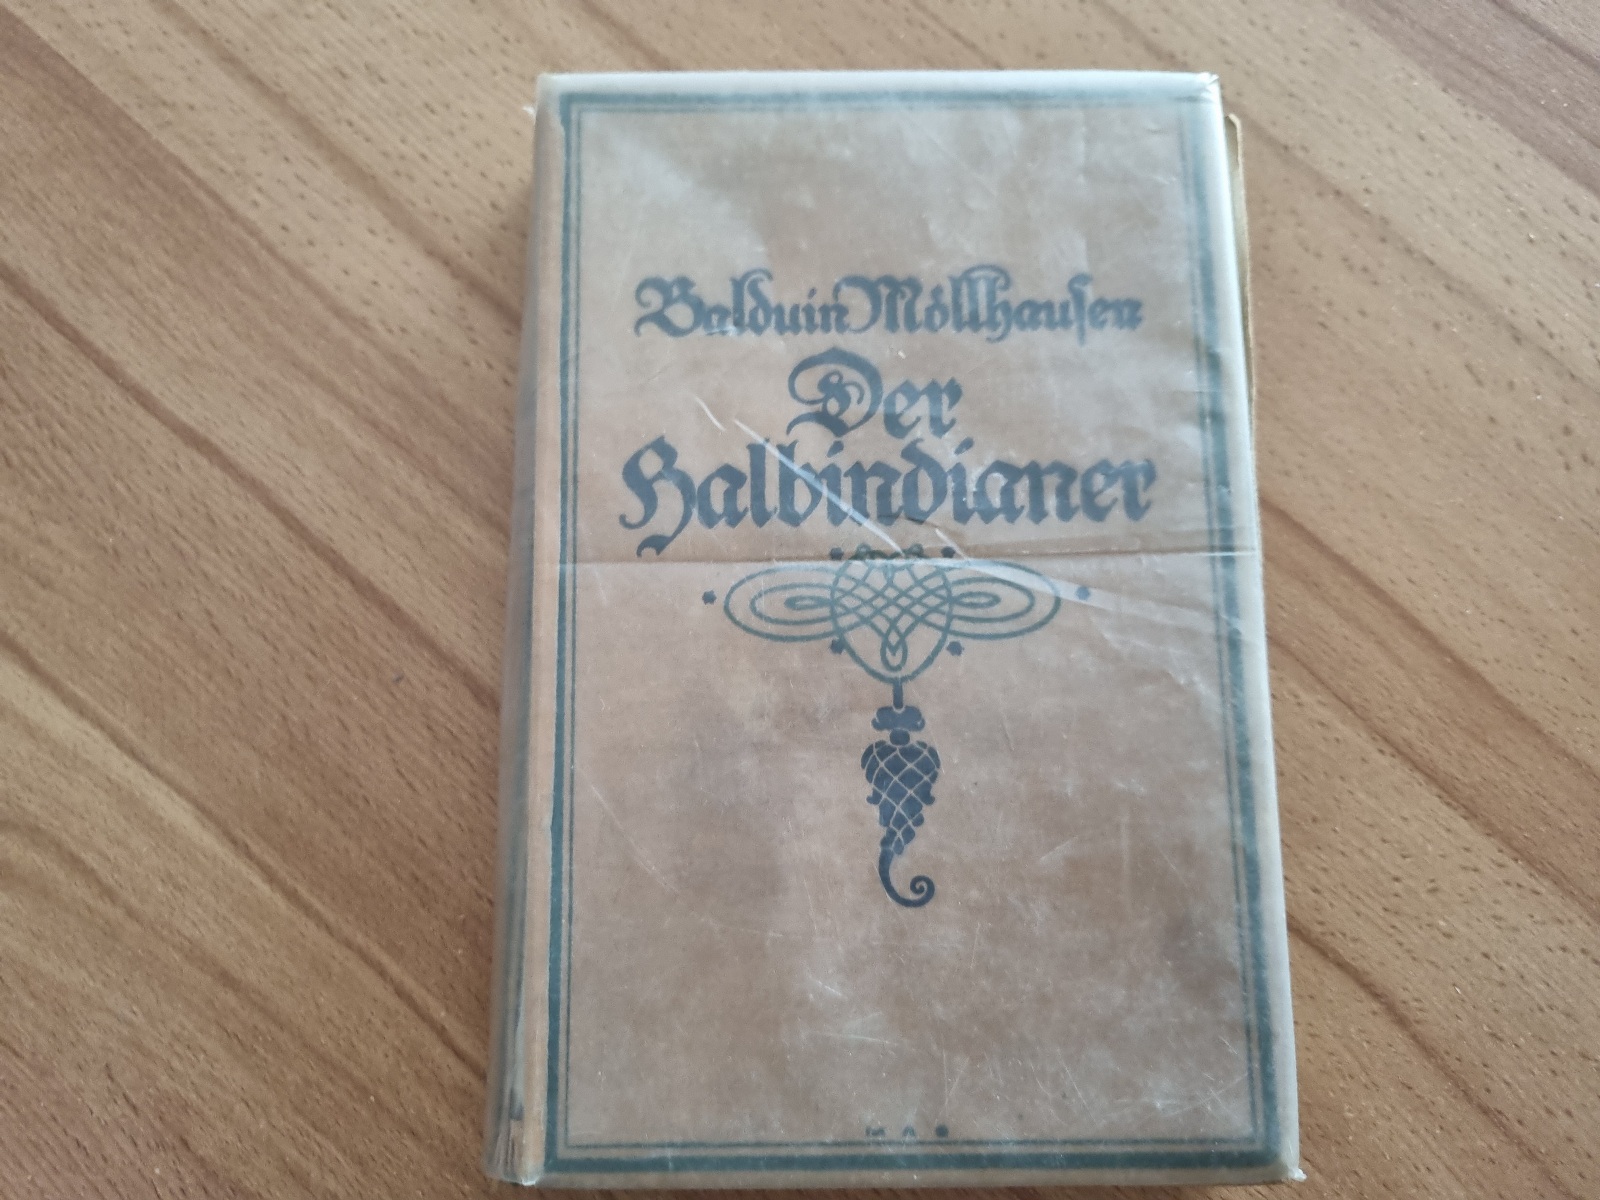 Balduin Möllhausen
Der
Halbindianer